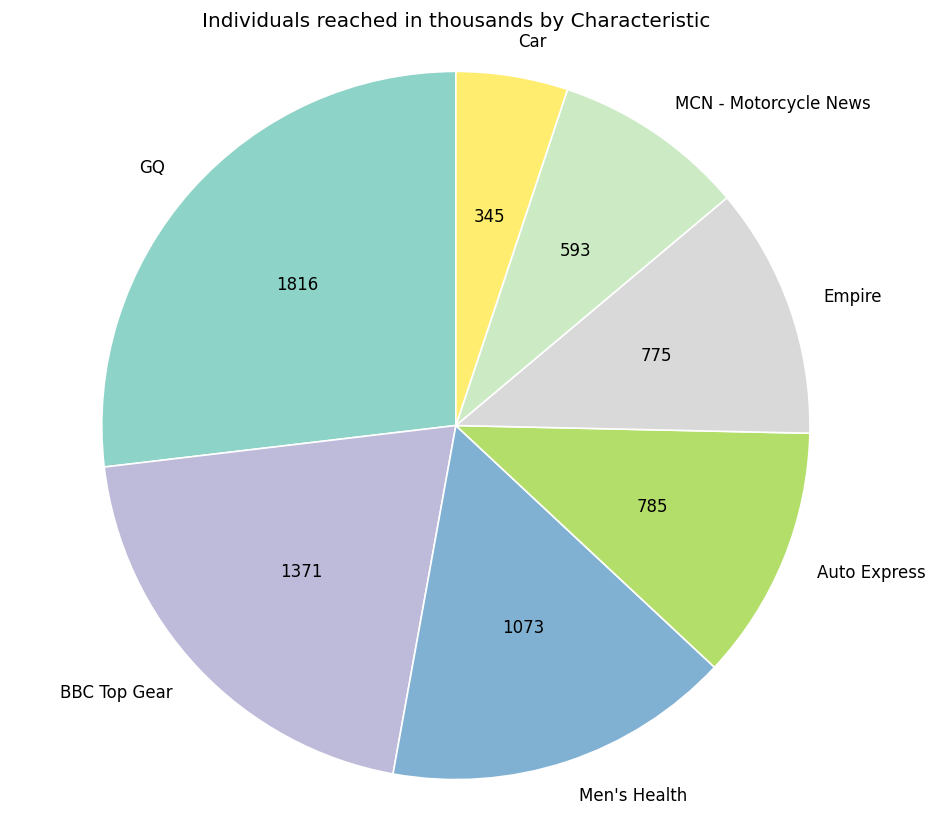 Individuals reached in thousands by Characteristic
Car
MCN - Motorcycle News
GQ
345
593
1816
Empire
775
785
1371
Auto Express
1073
BBC Top Gear
Men's Health